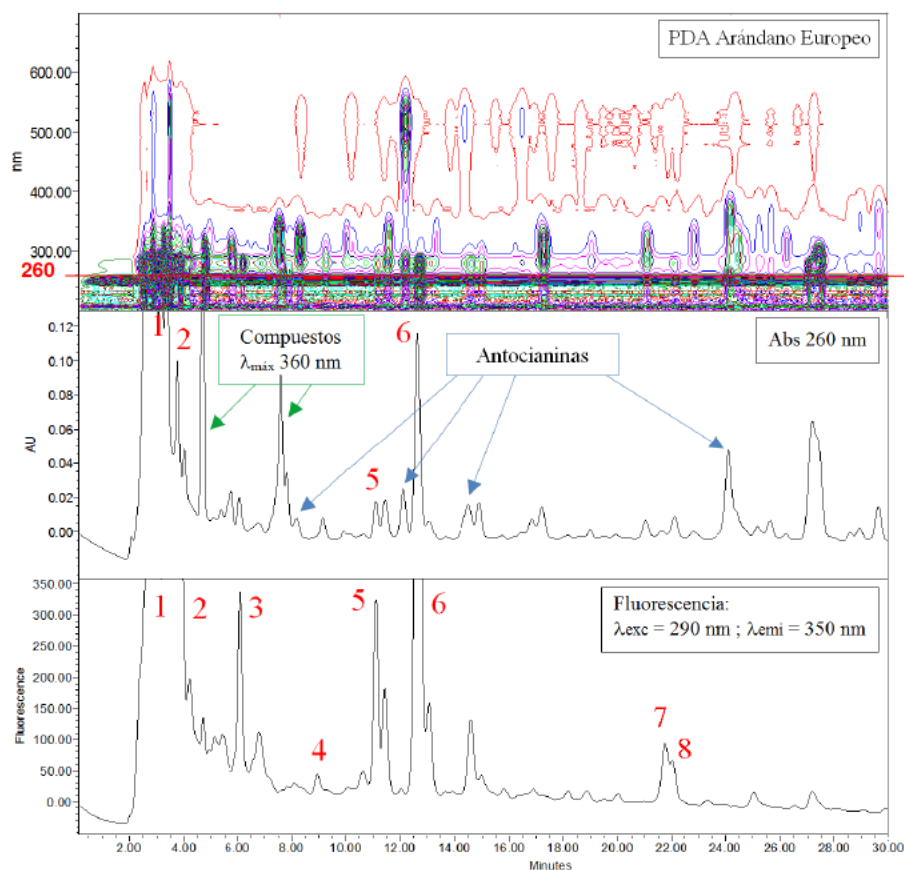 PDA Arándano Europeo
600.00
500.00
nm
400.00
300.00
260
0.12
0.10
0.08
0.06
0.04
0.02
0.00
AU
1
2
Compuestos
λmáx 360 nm
6
Antocianinas
5
Abs 260 nm
350.00
300.00
250.00
200.00
150.00
100.00
50.00
0.00
Fluorescence
1
2
3
4
5
6
7
8
Fluorescencia:
λexc = 290 nm ; λemi = 350 nm
2.00 4.00 6.00 8.00 10.00 12.00 14.00 16.00 18.00 20.00 22.00 24.00 26.00 28.00 30.00
Minutes